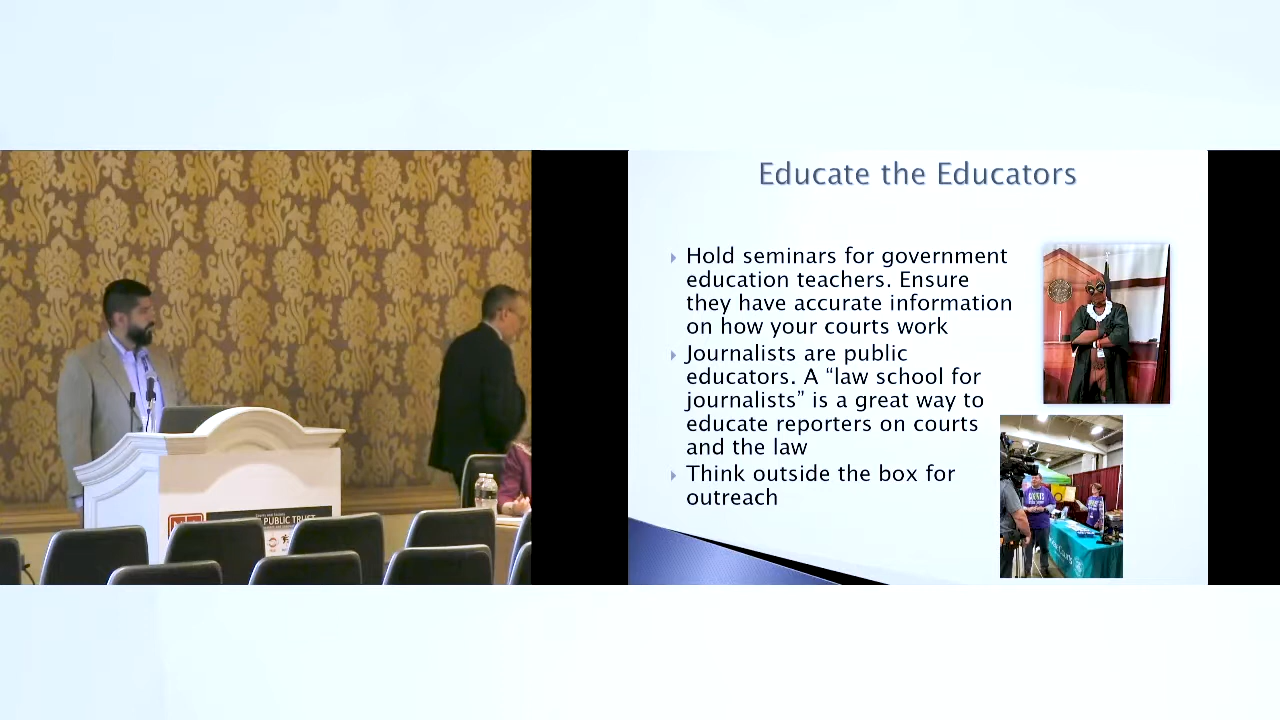 Educate the Educators
Hold seminars for government
education teachers. Ensure
they have accurate information
on how your courts work
Journalists are public
educators. A “law school for
journalists” is a great way to
educate reporters on courts
and the law
Think outside the box for
outreach
PUBLIC TRUST